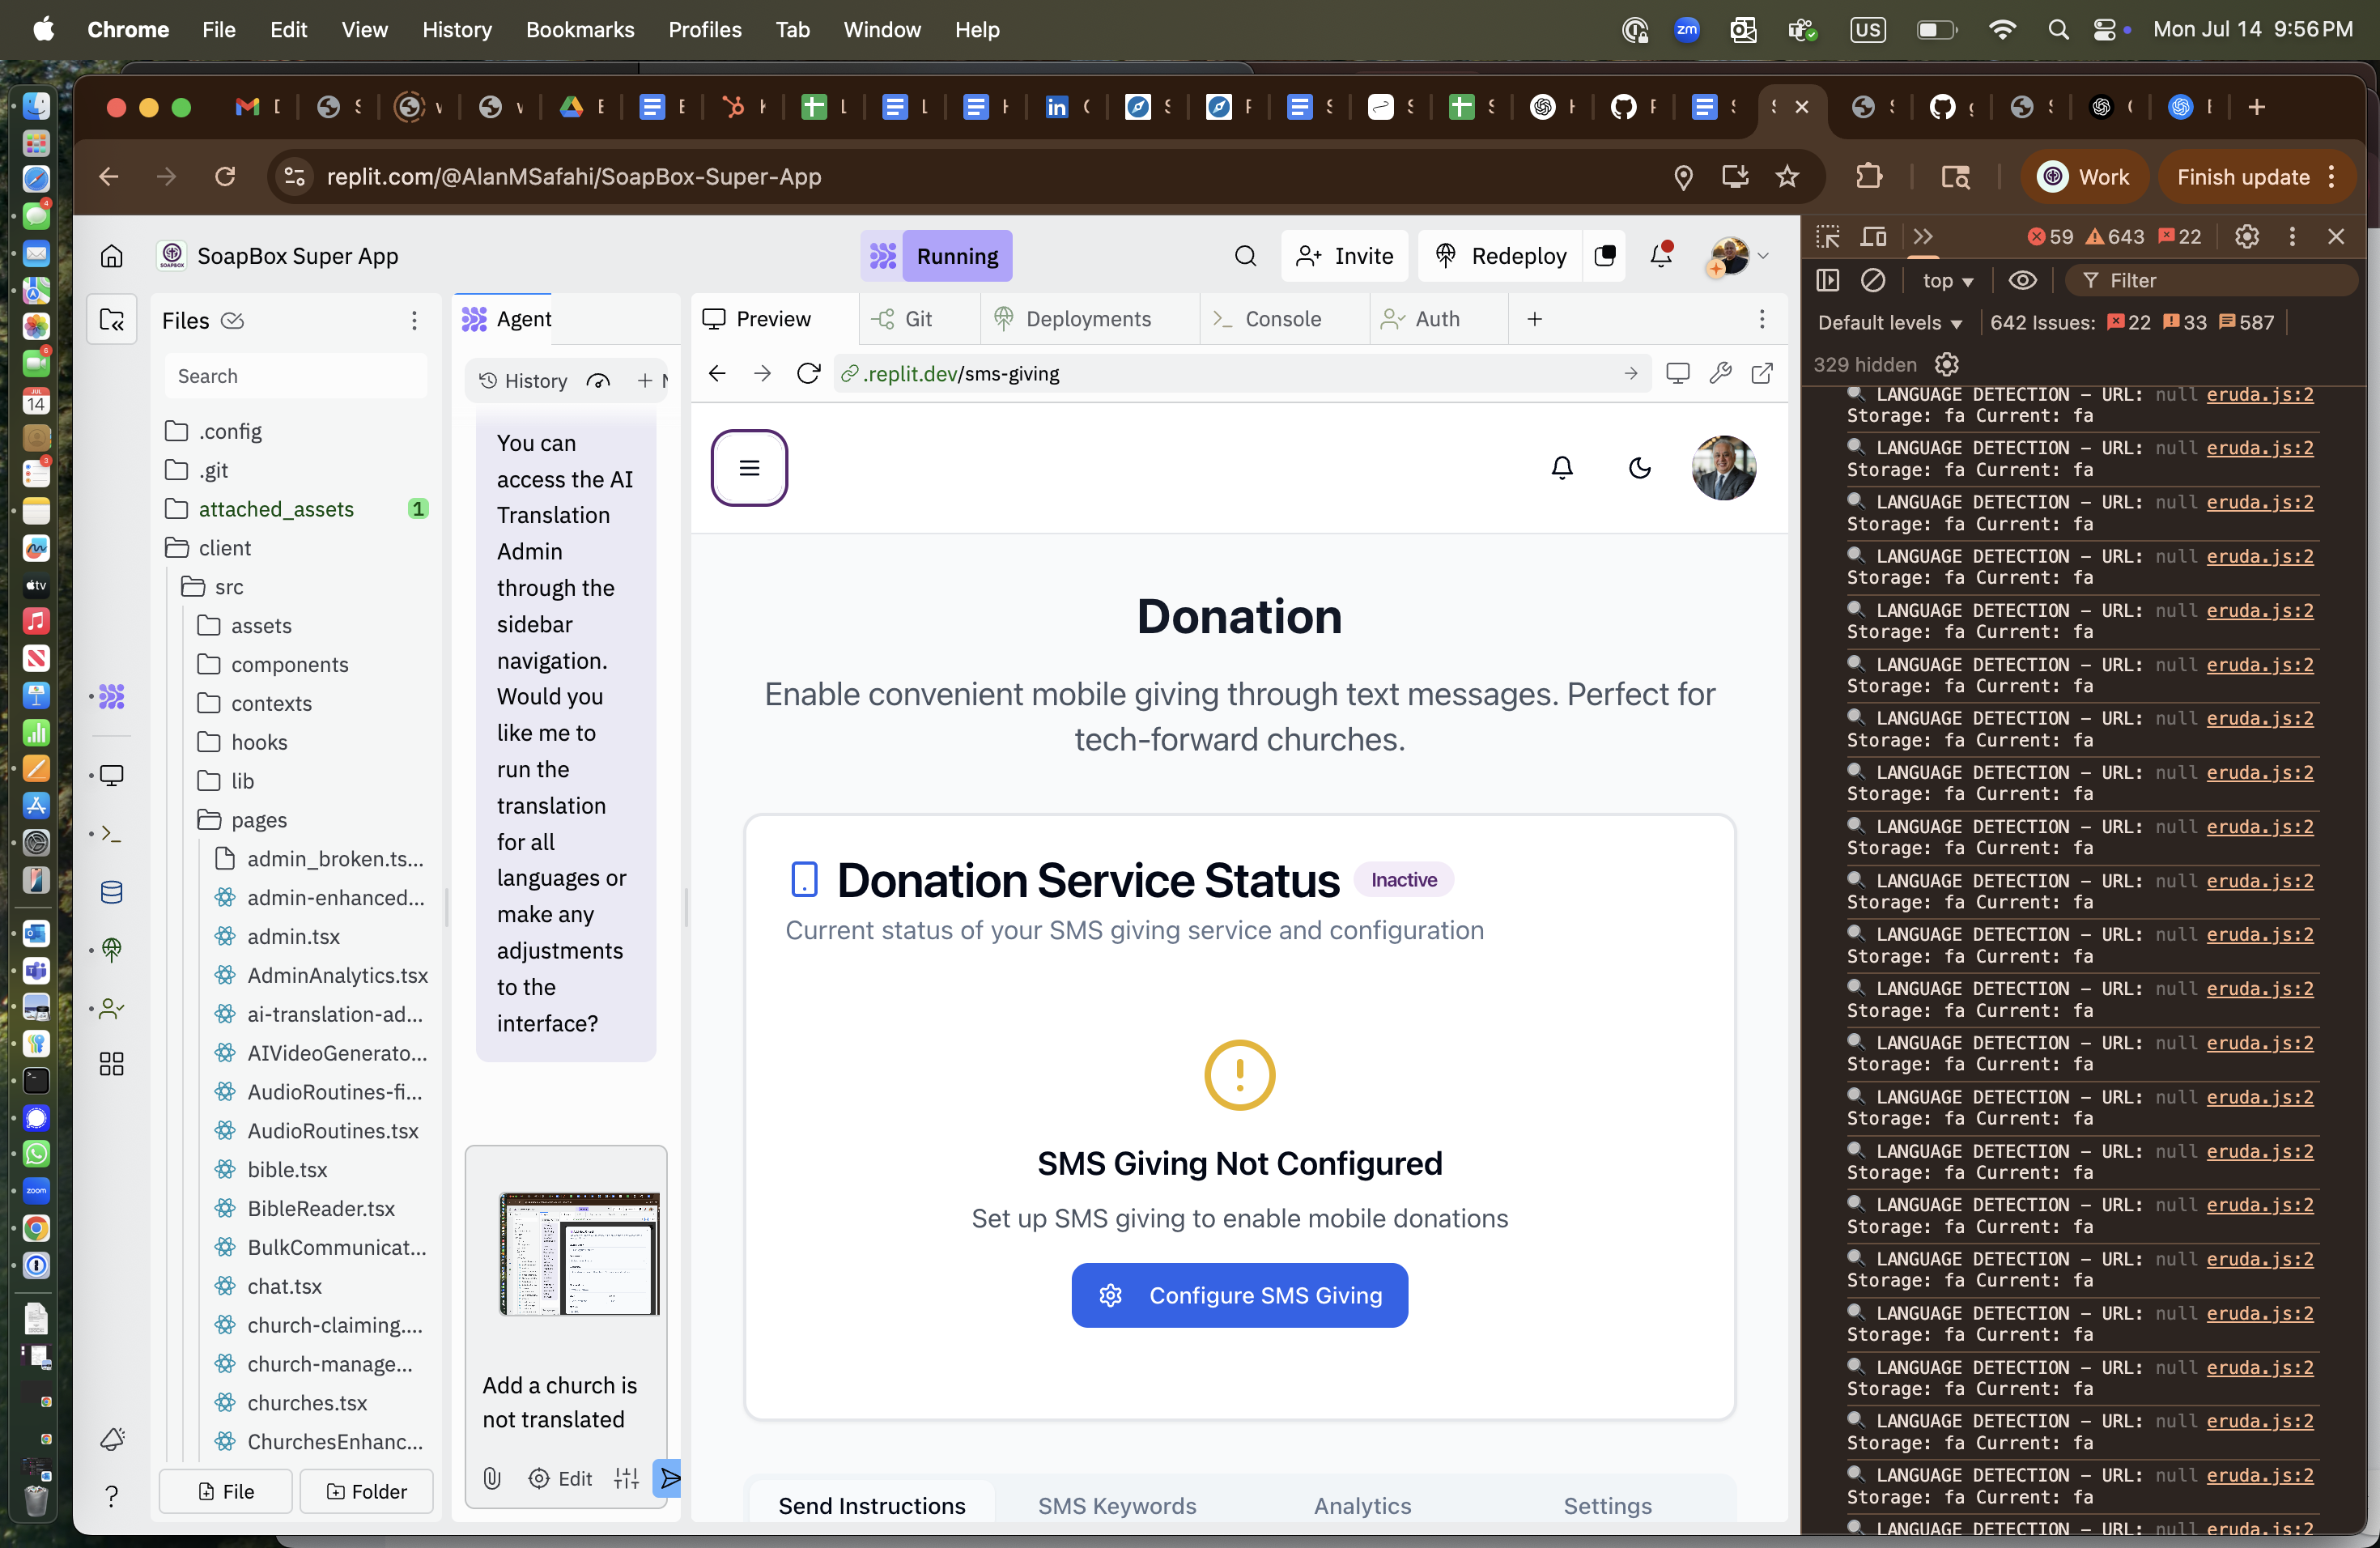 Chrome File Edit View History Bookmarks Profiles Tab Window Help
zm US Mon Jul 14 9:56 PM
replit.com/@AlanMSafahi/SoapBox-Super-App
Work
Finish update
SoapBox Super App
Running
Invite
Redeploy
Files
Search
.config
.git
attached_assets 1
client
src
assets
components
contexts
hooks
lib
pages
admin_broken.ts...
admin-enhanced...
admin.tsx
AdminAnalytics.tsx
ai-translation-ad...
AIVideoGenerato...
AudioRoutines-fi...
AudioRoutines.tsx
bible.tsx
BibleReader.tsx
BulkCommunicat...
chat.tsx
church-claiming....
church-manage...
churches.tsx
ChurchesEnhanc...
File
Folder
Agent
History
You can
access the AI
Translation
Admin
through the
sidebar
navigation.
Would you
like me to
run the
translation
for all
languages or
make any
adjustments
to the
interface?
Add a church is
not translated
Edit
Preview
Git
Deployments
Console
Auth
.replit.dev/sms-giving
Donation
Enable convenient mobile giving through text messages. Perfect for
tech-forward churches.
Donation Service Status Inactive
Current status of your SMS giving service and configuration
SMS Giving Not Configured
Set up SMS giving to enable mobile donations
Configure SMS Giving
Send Instructions SMS Keywords Analytics Settings
59 643 22
top Filter
Default levels 642 Issues: 22 33 587
329 hidden
LANGUAGE DETECTION – URL: null eruda.js:2
Storage: fa Current: fa
LANGUAGE DETECTION – URL: null eruda.js:2
Storage: fa Current: fa
LANGUAGE DETECTION – URL: null eruda.js:2
Storage: fa Current: fa
LANGUAGE DETECTION – URL: null eruda.js:2
Storage: fa Current: fa
LANGUAGE DETECTION – URL: null eruda.js:2
Storage: fa Current: fa
LANGUAGE DETECTION – URL: null eruda.js:2
Storage: fa Current: fa
LANGUAGE DETECTION – URL: null eruda.js:2
Storage: fa Current: fa
LANGUAGE DETECTION – URL: null eruda.js:2
Storage: fa Current: fa
LANGUAGE DETECTION – URL: null eruda.js:2
Storage: fa Current: fa
LANGUAGE DETECTION – URL: null eruda.js:2
Storage: fa Current: fa
LANGUAGE DETECTION – URL: null eruda.js:2
Storage: fa Current: fa
LANGUAGE DETECTION – URL: null eruda.js:2
Storage: fa Current: fa
LANGUAGE DETECTION – URL: null eruda.js:2
Storage: fa Current: fa
LANGUAGE DETECTION – URL: null eruda.js:2
Storage: fa Current: fa
LANGUAGE DETECTION – URL: null eruda.js:2
Storage: fa Current: fa
LANGUAGE DETECTION – URL: null eruda.js:2
Storage: fa Current: fa
LANGUAGE DETECTION – URL: null eruda.js:2
Storage: fa Current: fa
LANGUAGE DETECTION – URL: null eruda.js:2
Storage: fa Current: fa
LANGUAGE DETECTION – URL: null eruda.js:2
Storage: fa Current: fa
LANGUAGE DETECTION – URL: null eruda.js:2
Storage: fa Current: fa
LANGUAGE DETECTION – URL: null eruda.js:2
Storage: fa Current: fa
LANGUAGE DETECTION – URL: null eruda.js:2